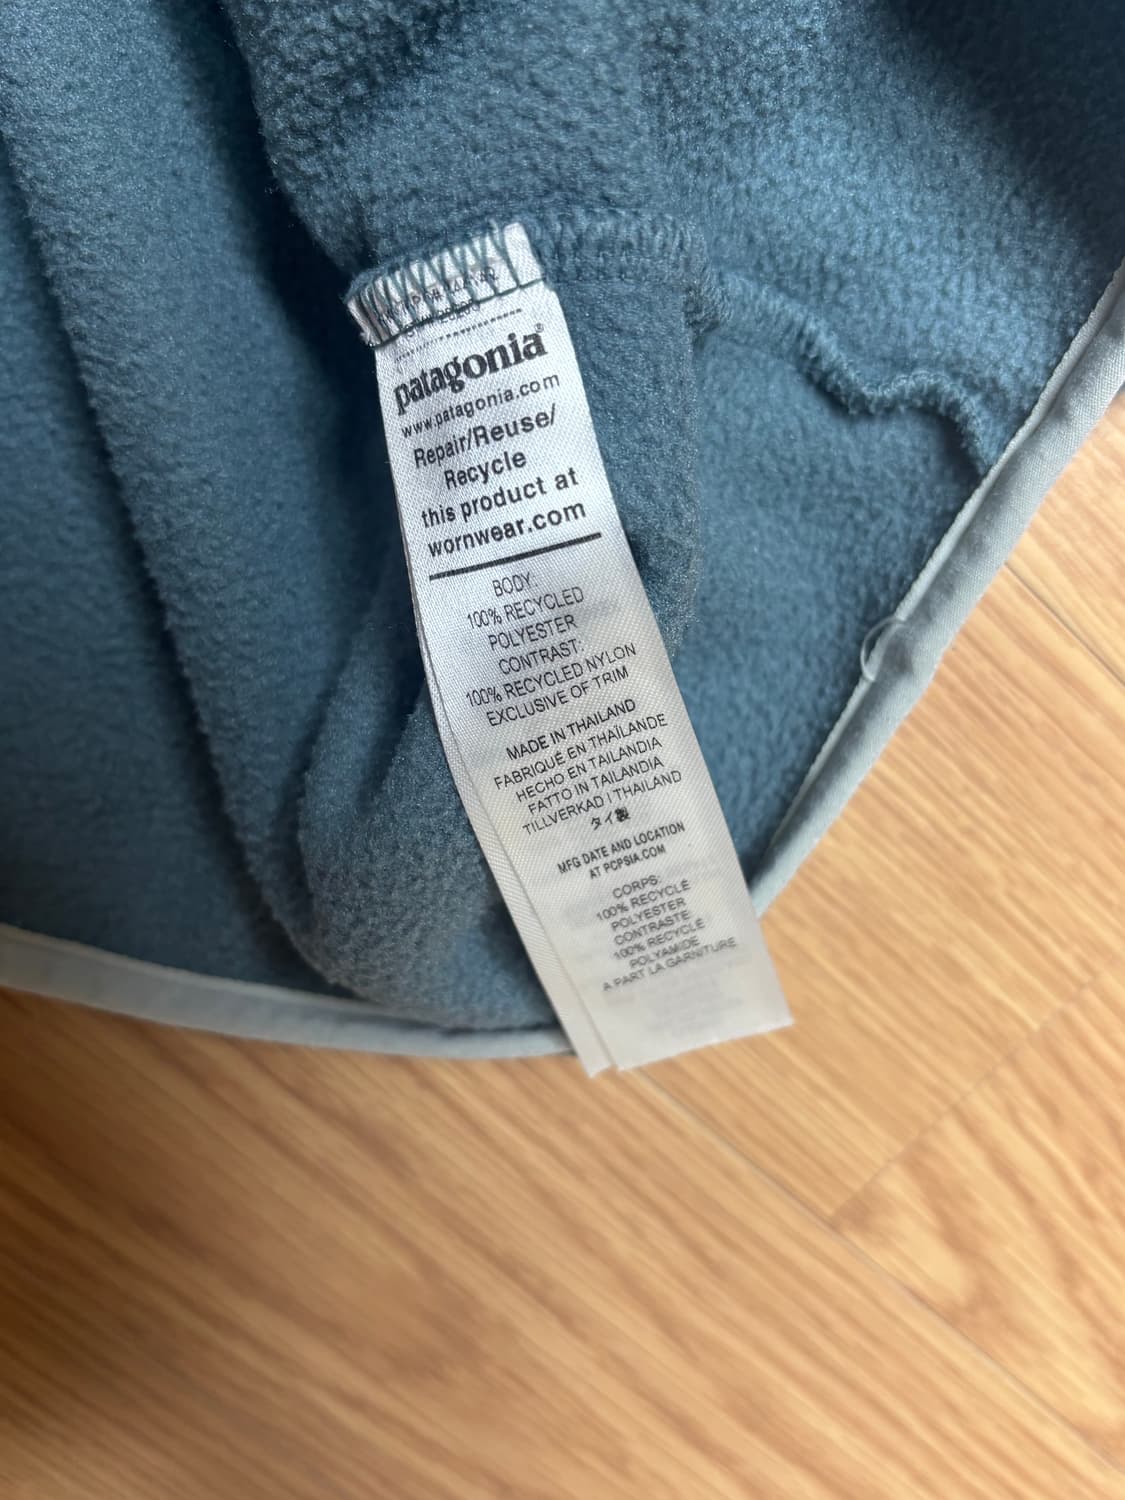 patagonia®
www.patagonia.com
Repair/Reuse/
Recycle
this product at
wornwear.com
BODY:
100% RECYCLED
POLYESTER
CONTRAST:
100% RECYCLED NYLON
EXCLUSIVE OF TRIM
MADE IN THAILAND
FABRIQUÉ EN THAÏLANDE
HECHO EN TAILANDIA
FATTO IN TAILANDIA
TILLVERKAD I THAILAND
タイ製
MFG DATE AND LOCATION
AT PCPSIA.COM
CORPS:
100% RECYCLÉ
POLYESTER
CONTRASTE:
100% RECYCLÉ
POLYAMIDE
A PART LA GARNITURE